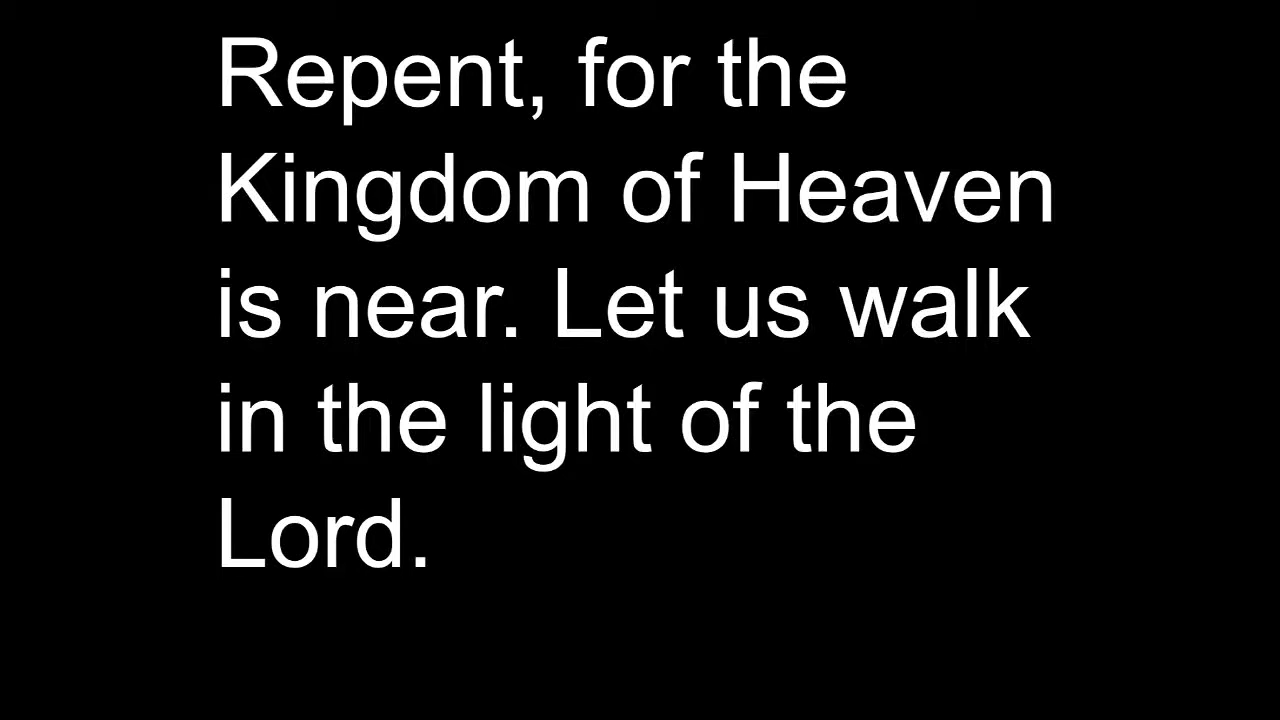 Repent, for the
Kingdom of Heaven
is near. Let us walk
in the light of the
Lord.